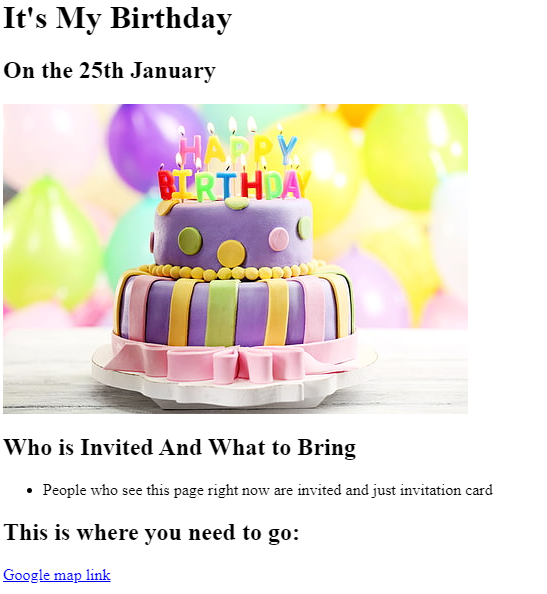 It's My Birthday
On the 25th January
HAPPY
BIRTHDAY
Who is Invited And What to Bring
People who see this page right now are invited and just invitation card
This is where you need to go:
Google map link